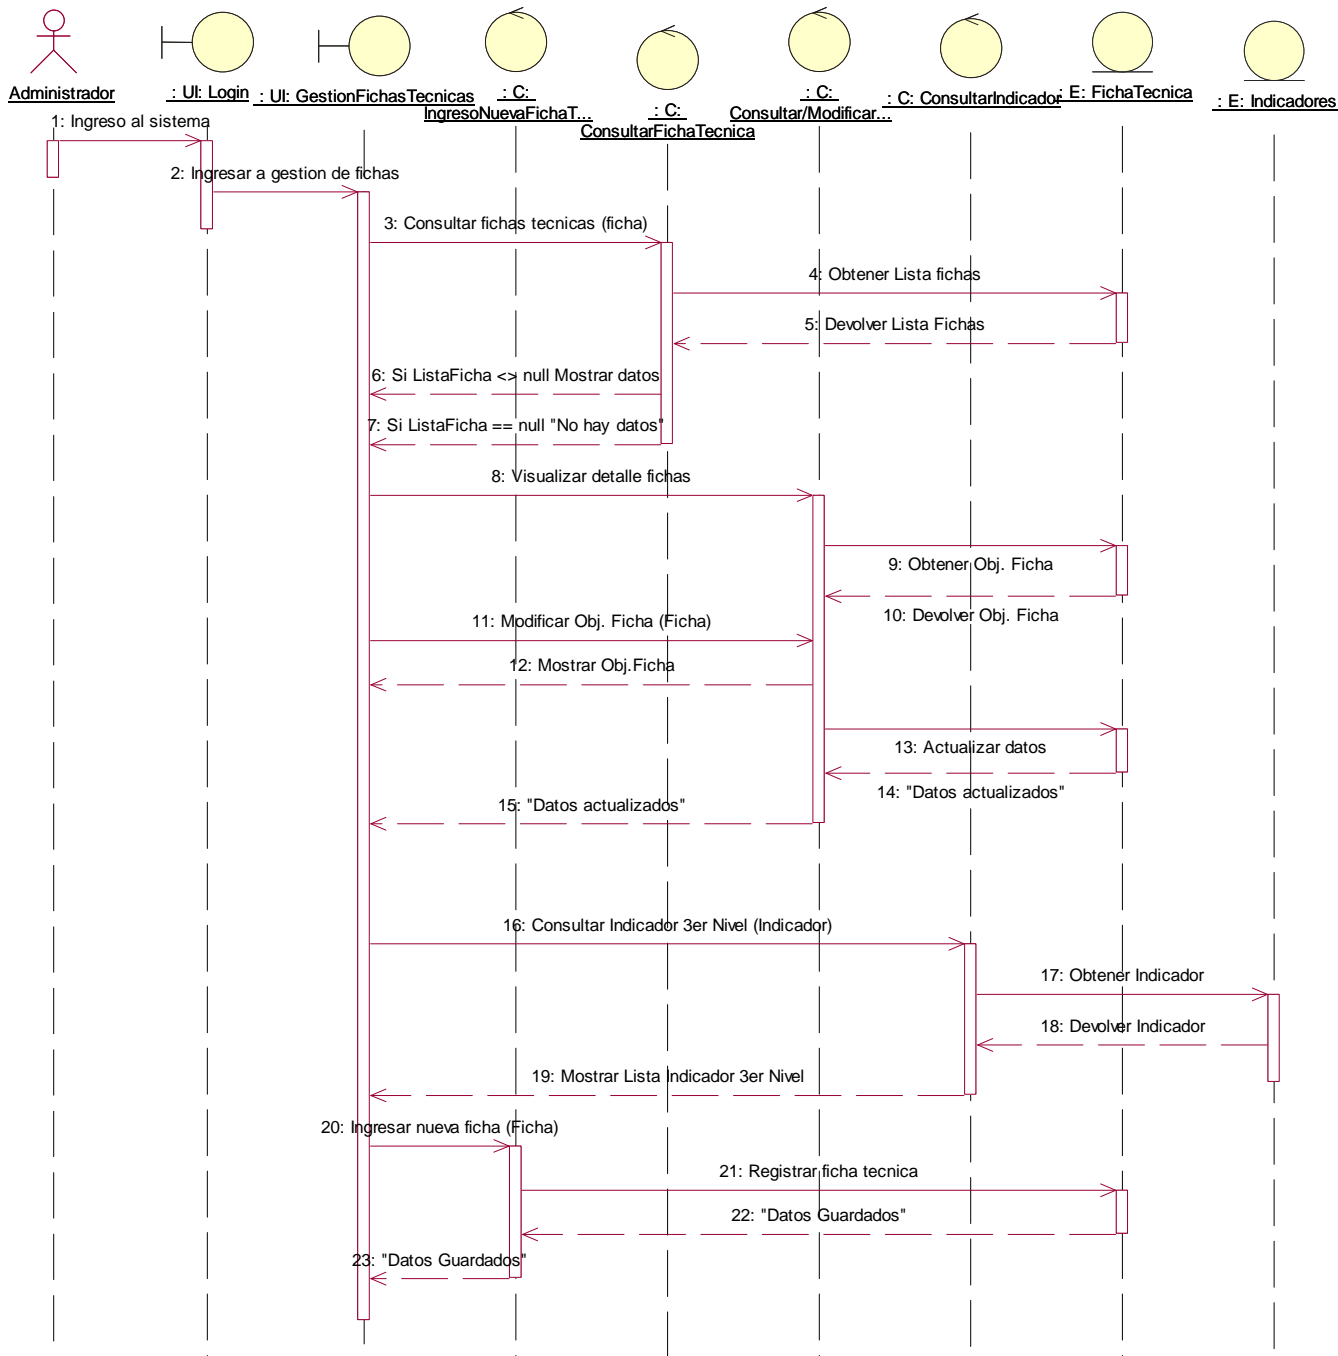 Administrador
: UI: Login
: UI: GestionFichasTecnicas
: C:
IngresoNuevaFichaT...
: C:
ConsultarFichaTecnica
: C:
Consultar/Modificar...
: C: ConsultarIndicador
: E: FichaTecnica
: E: Indicadores
1: Ingreso al sistema
2: Ingresar a gestion de fichas
3: Consultar fichas tecnicas (ficha)
4: Obtener Lista fichas
5: Devolver Lista Fichas
6: Si ListaFicha <> null Mostrar datos
7: Si ListaFicha == null "No hay datos"
8: Visualizar detalle fichas
9: Obtener Obj. Ficha
10: Devolver Obj. Ficha
11: Modificar Obj. Ficha (Ficha)
12: Mostrar Obj.Ficha
13: Actualizar datos
14: "Datos actualizados"
15: "Datos actualizados"
16: Consultar Indicador 3er Nivel (Indicador)
17: Obtener Indicador
18: Devolver Indicador
19: Mostrar Lista Indicador 3er Nivel
20: Ingresar nueva ficha (Ficha)
21: Registrar ficha tecnica
22: "Datos Guardados"
23: "Datos Guardados"